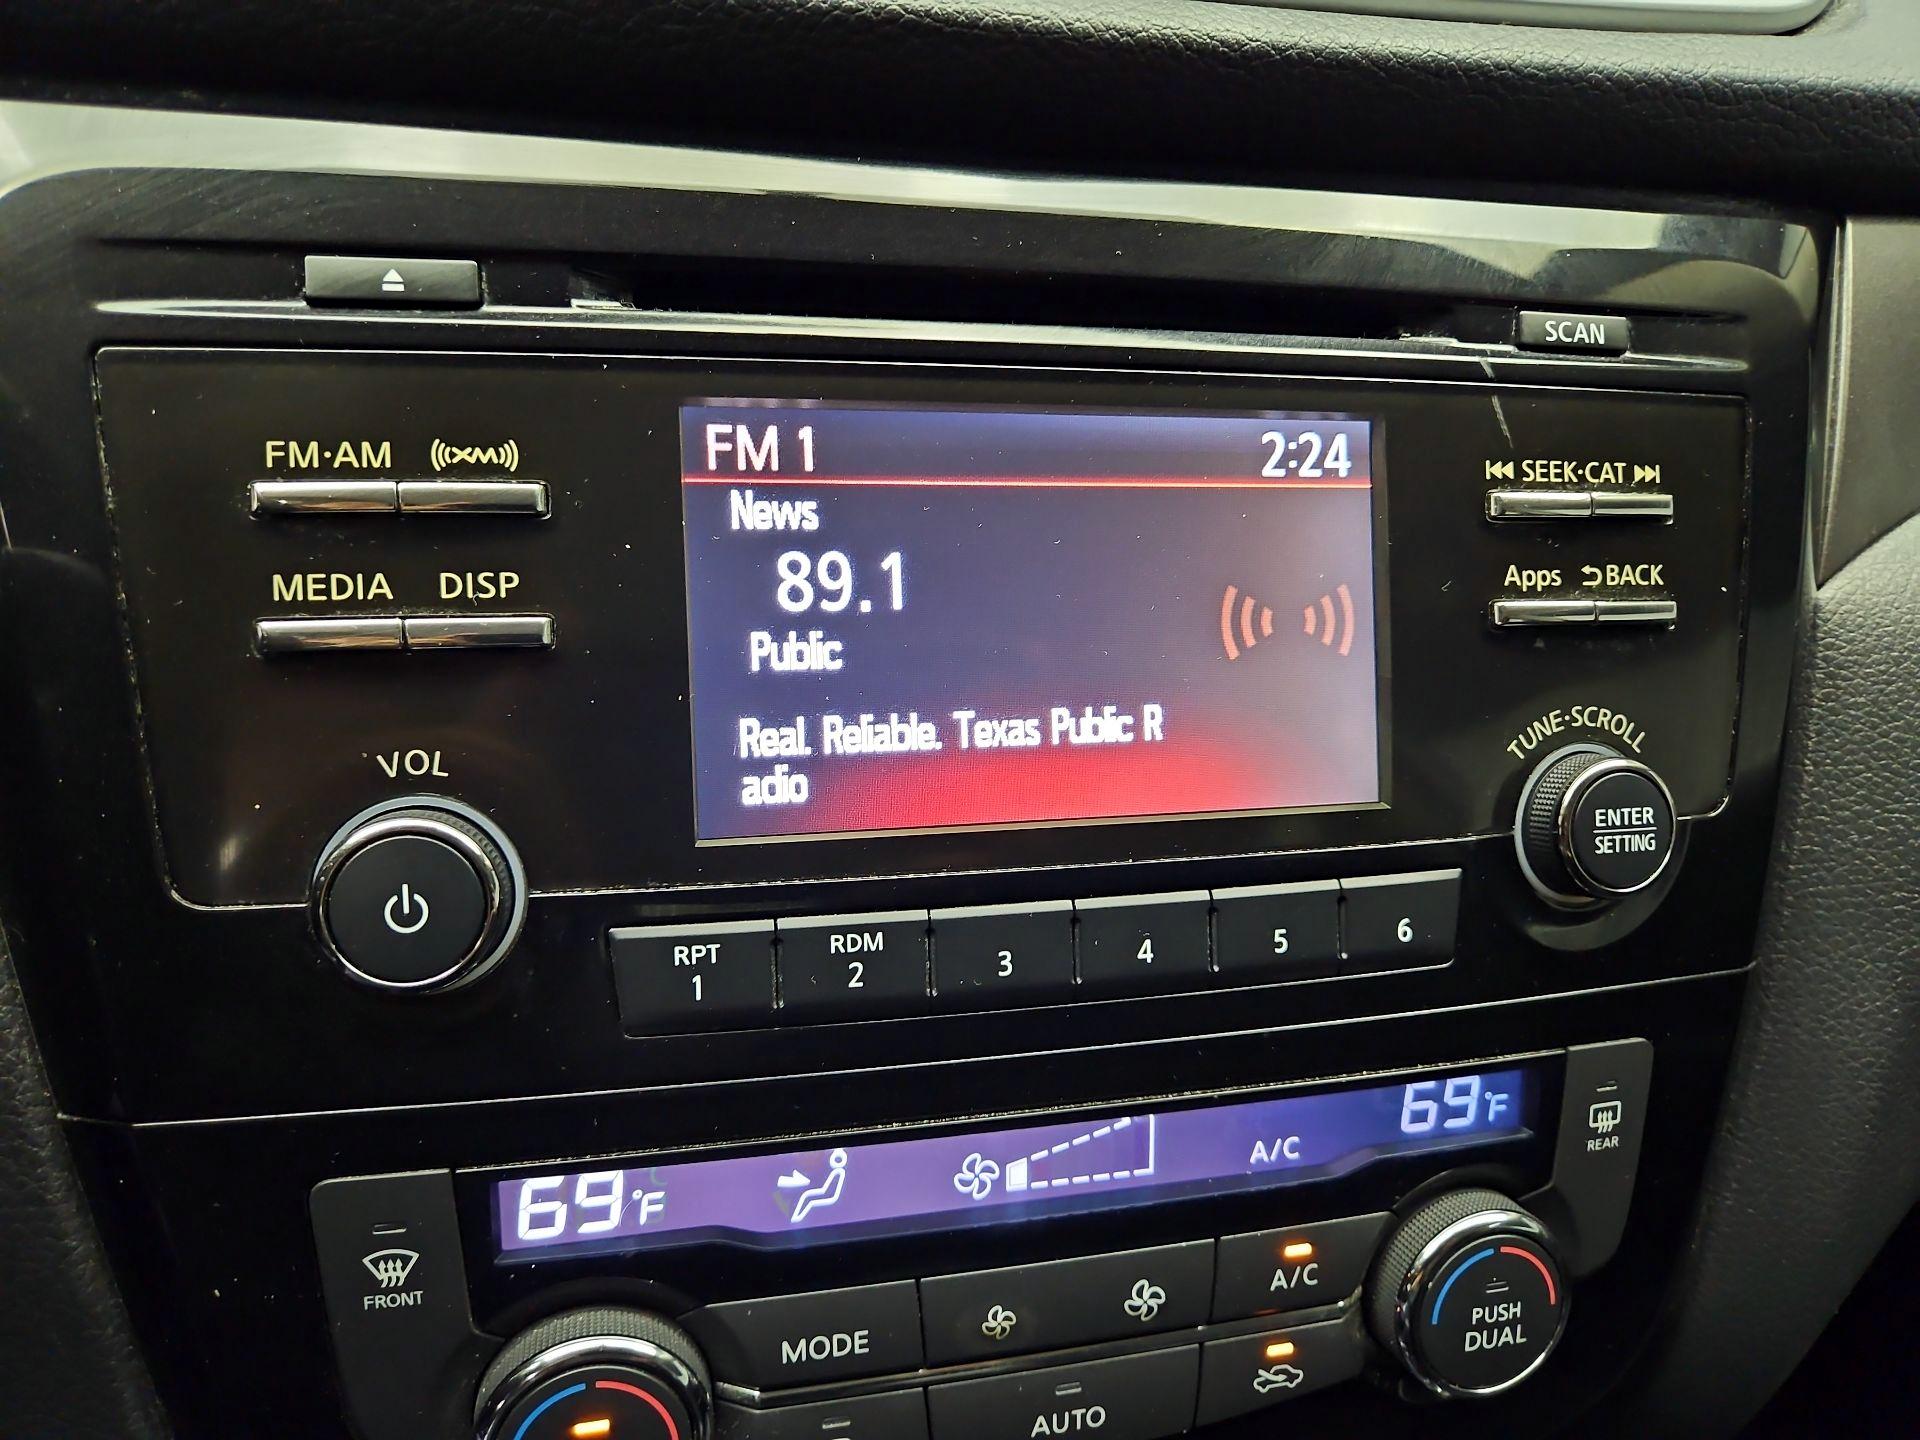 SCAN
FM·AM XM
MEDIA DISP
VOL
FM 1 2:24
News
89.1
Public
Real. Reliable. Texas Public R
adio
SEEK·CAT
Apps BACK
TUNE·SCROLL
ENTER
SETTING
RPT
1
RDM
2
3
4
5
6
69°F A/C 69°F
REAR
FRONT
MODE
A/C
PUSH
DUAL
AUTO